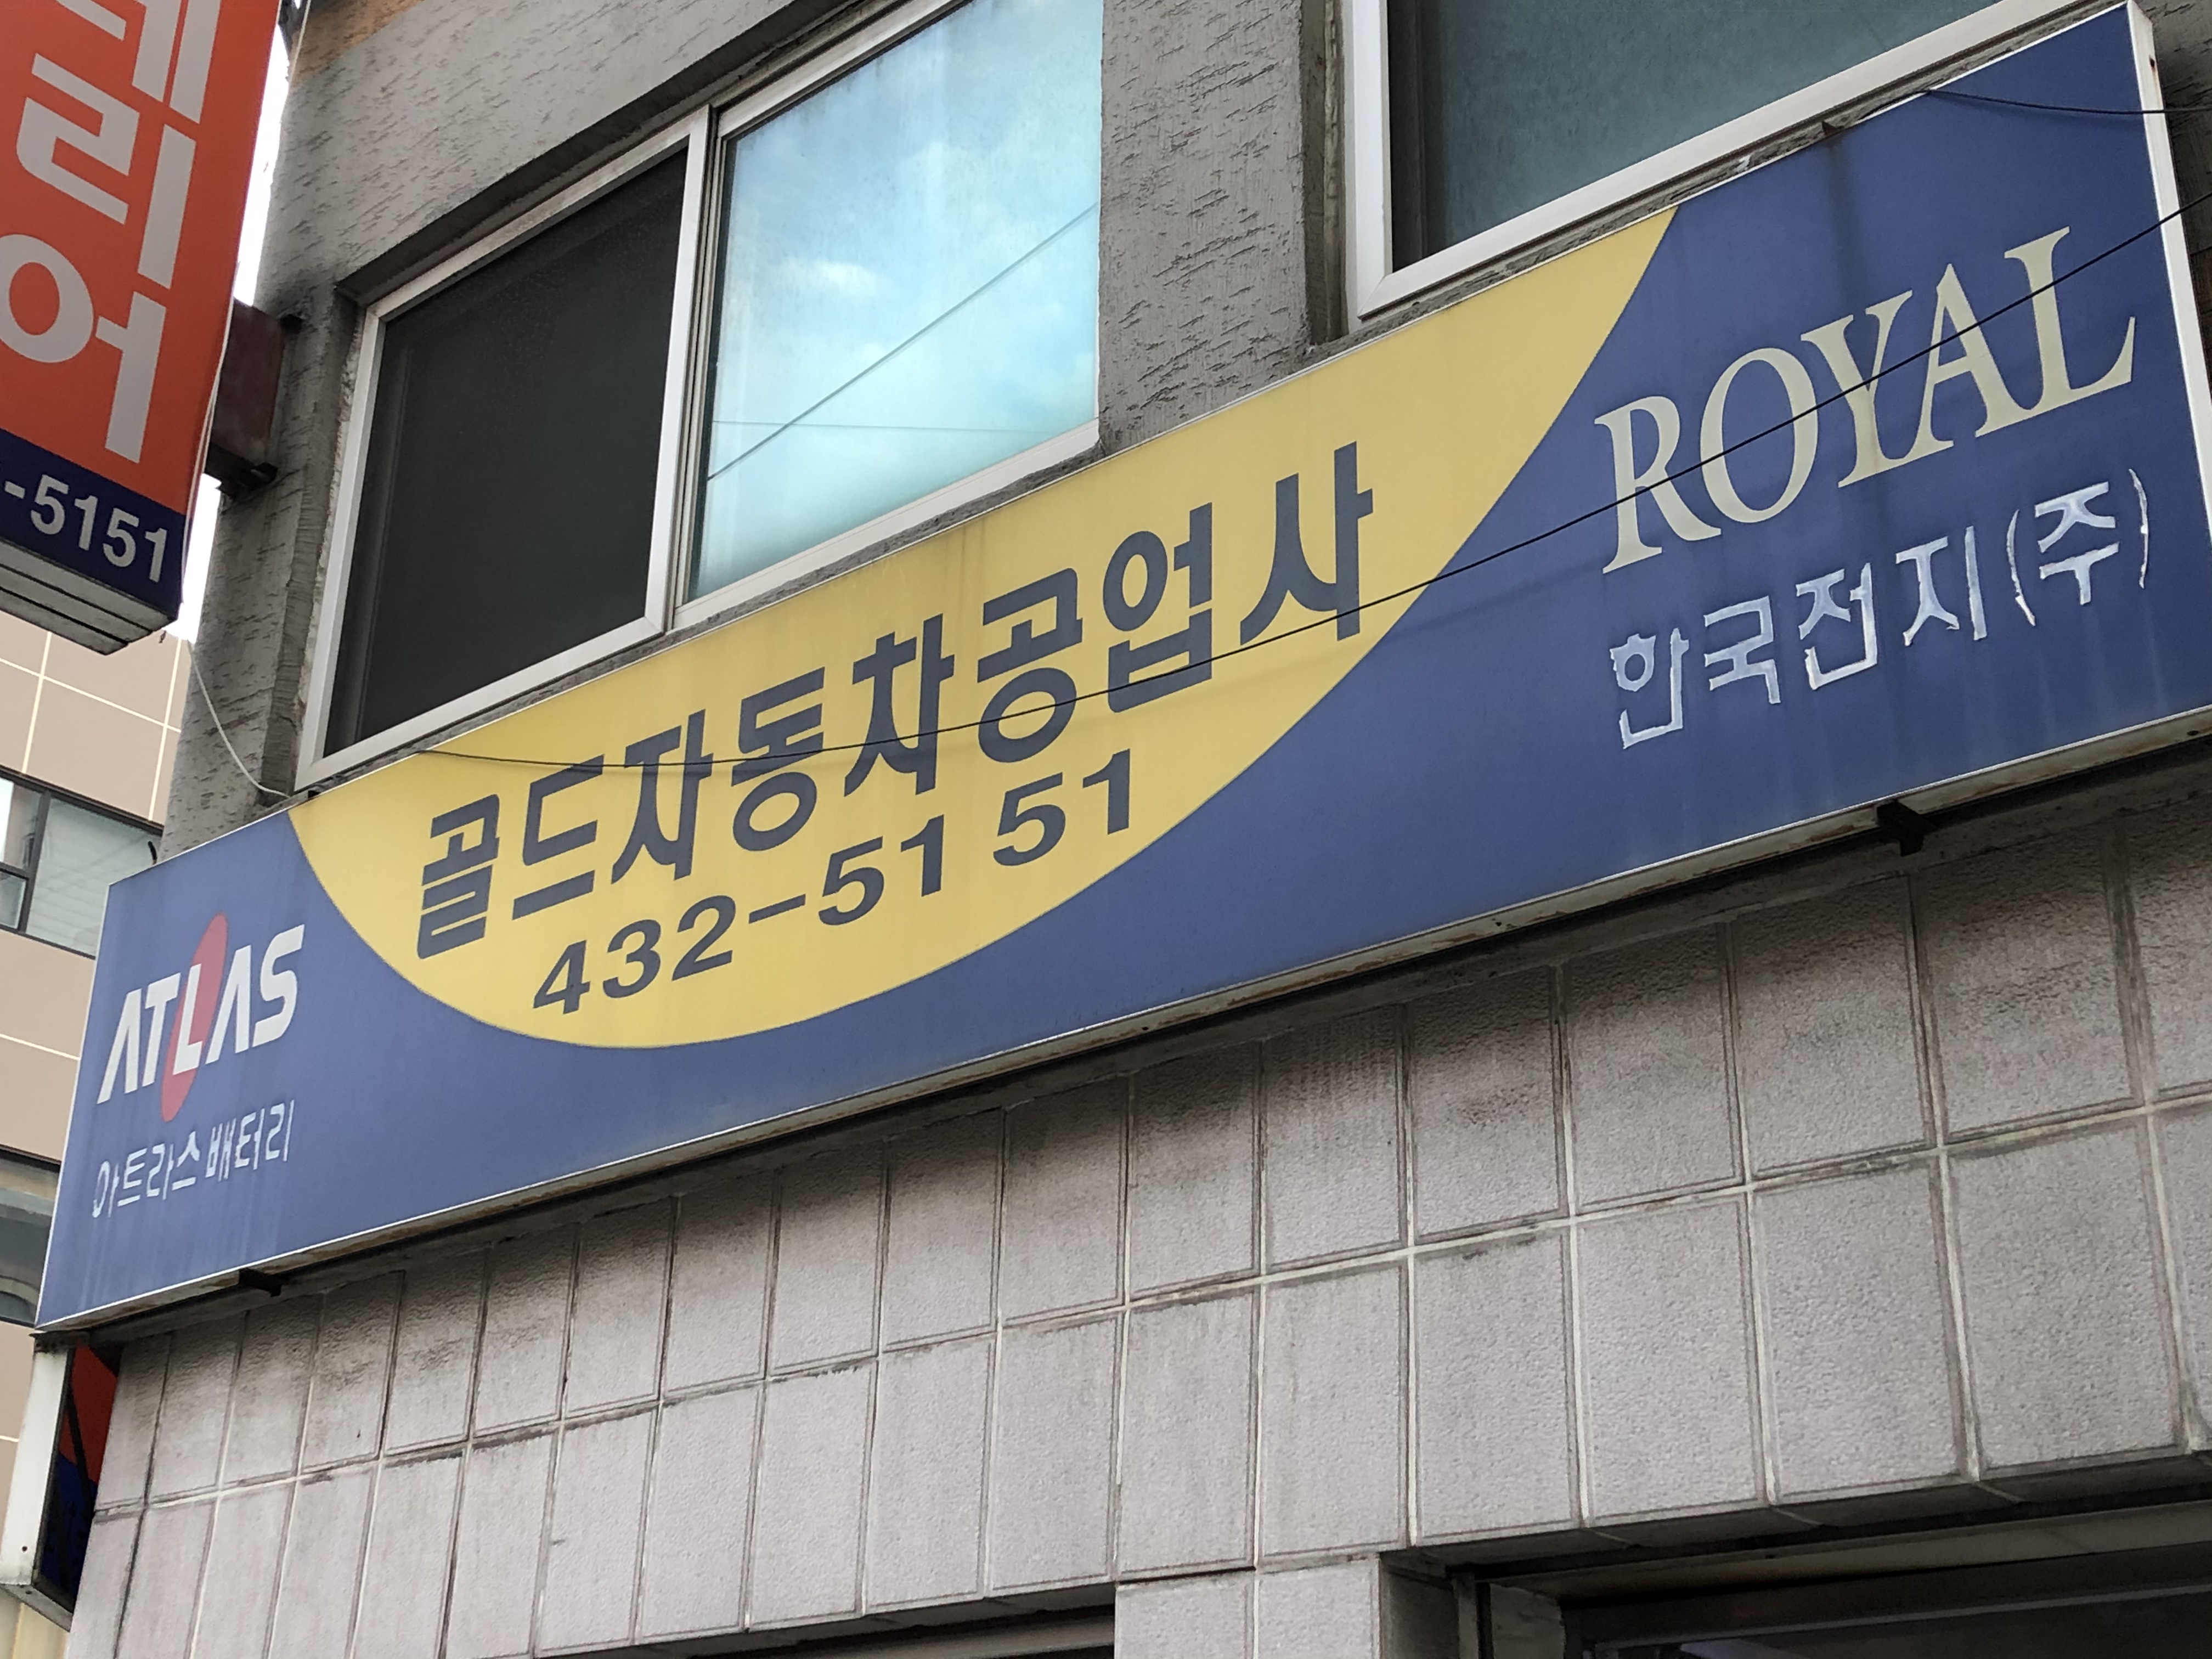 -5151
골드자동차공업사
432-5151
ATLAS
아트라스배터리
ROYAL
한국전지(주)